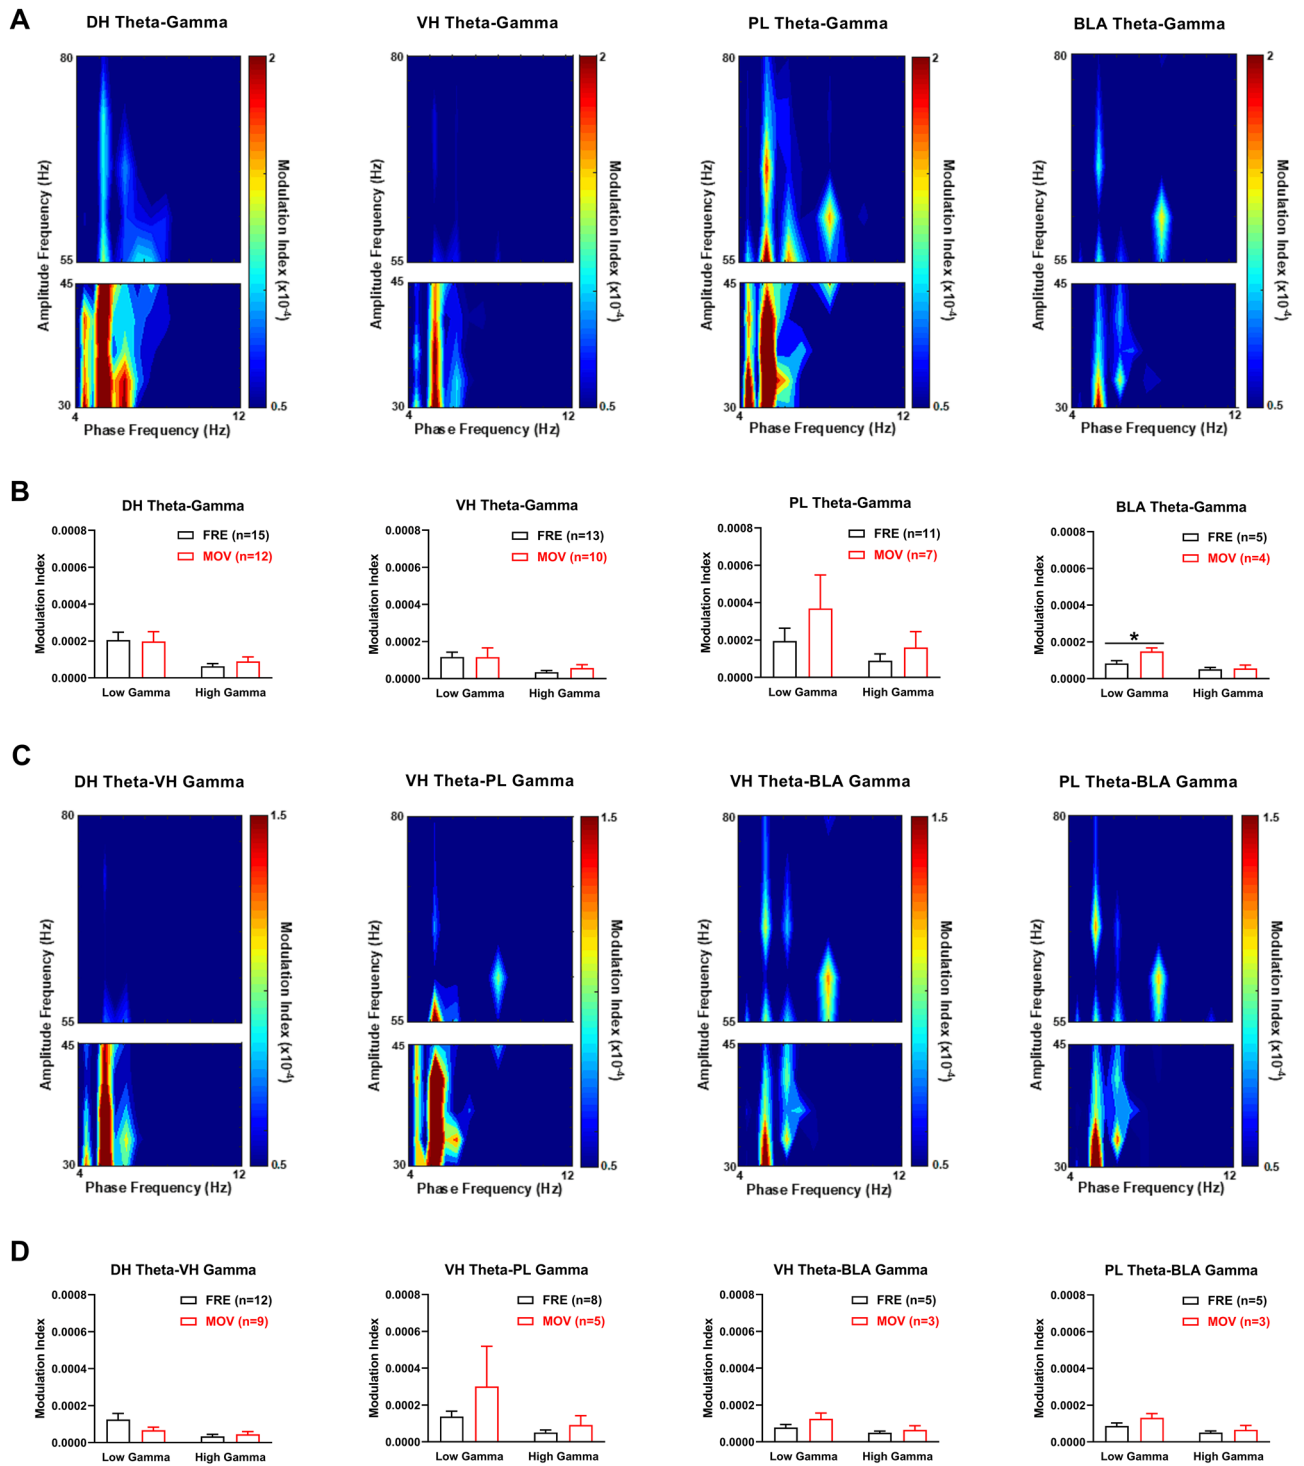 A
DH Theta-Gamma
VH Theta-Gamma
PL Theta-Gamma
BLA Theta-Gamma
80
55
45
30
4
12
Amplitude Frequency (Hz)
Phase Frequency (Hz)
2
0.5
Modulation Index (x10-4)
80
55
45
30
4
12
Amplitude Frequency (Hz)
Phase Frequency (Hz)
2
0.5
Modulation Index (x10-4)
80
55
45
30
4
12
Amplitude Frequency (Hz)
Phase Frequency (Hz)
2
0.5
Modulation Index (x10-4)
80
55
45
30
4
12
Amplitude Frequency (Hz)
Phase Frequency (Hz)
2
0.5
Modulation Index (x10-4)
B
DH Theta-Gamma
FRE (n=15)
MOV (n=12)
0.0008
0.0006
0.0004
0.0002
0.0000
Modulation Index
Low Gamma
High Gamma
VH Theta-Gamma
FRE (n=13)
MOV (n=10)
0.0008
0.0006
0.0004
0.0002
0.0000
Modulation Index
Low Gamma
High Gamma
PL Theta-Gamma
FRE (n=11)
MOV (n=7)
0.0008
0.0006
0.0004
0.0002
0.0000
Modulation Index
Low Gamma
High Gamma
BLA Theta-Gamma
FRE (n=5)
MOV (n=4)
0.0008
0.0006
0.0004
0.0002
0.0000
*
Modulation Index
Low Gamma
High Gamma
C
DH Theta-VH Gamma
VH Theta-PL Gamma
VH Theta-BLA Gamma
PL Theta-BLA Gamma
80
55
45
30
4
12
Amplitude Frequency (Hz)
Phase Frequency (Hz)
1.5
0.5
Modulation Index (x10-4)
80
55
45
30
4
12
Amplitude Frequency (Hz)
Phase Frequency (Hz)
1.5
0.5
Modulation Index (x10-4)
80
55
45
30
4
12
Amplitude Frequency (Hz)
Phase Frequency (Hz)
1.5
0.5
Modulation Index (x10-4)
80
55
45
30
4
12
Amplitude Frequency (Hz)
Phase Frequency (Hz)
1.5
0.5
Modulation Index (x10-4)
D
DH Theta-VH Gamma
FRE (n=12)
MOV (n=9)
0.0008
0.0006
0.0004
0.0002
0.0000
Modulation Index
Low Gamma
High Gamma
VH Theta-PL Gamma
FRE (n=8)
MOV (n=5)
0.0008
0.0006
0.0004
0.0002
0.0000
Modulation Index
Low Gamma
High Gamma
VH Theta-BLA Gamma
FRE (n=5)
MOV (n=3)
0.0008
0.0006
0.0004
0.0002
0.0000
Modulation Index
Low Gamma
High Gamma
PL Theta-BLA Gamma
FRE (n=5)
MOV (n=3)
0.0008
0.0006
0.0004
0.0002
0.0000
Modulation Index
Low Gamma
High Gamma